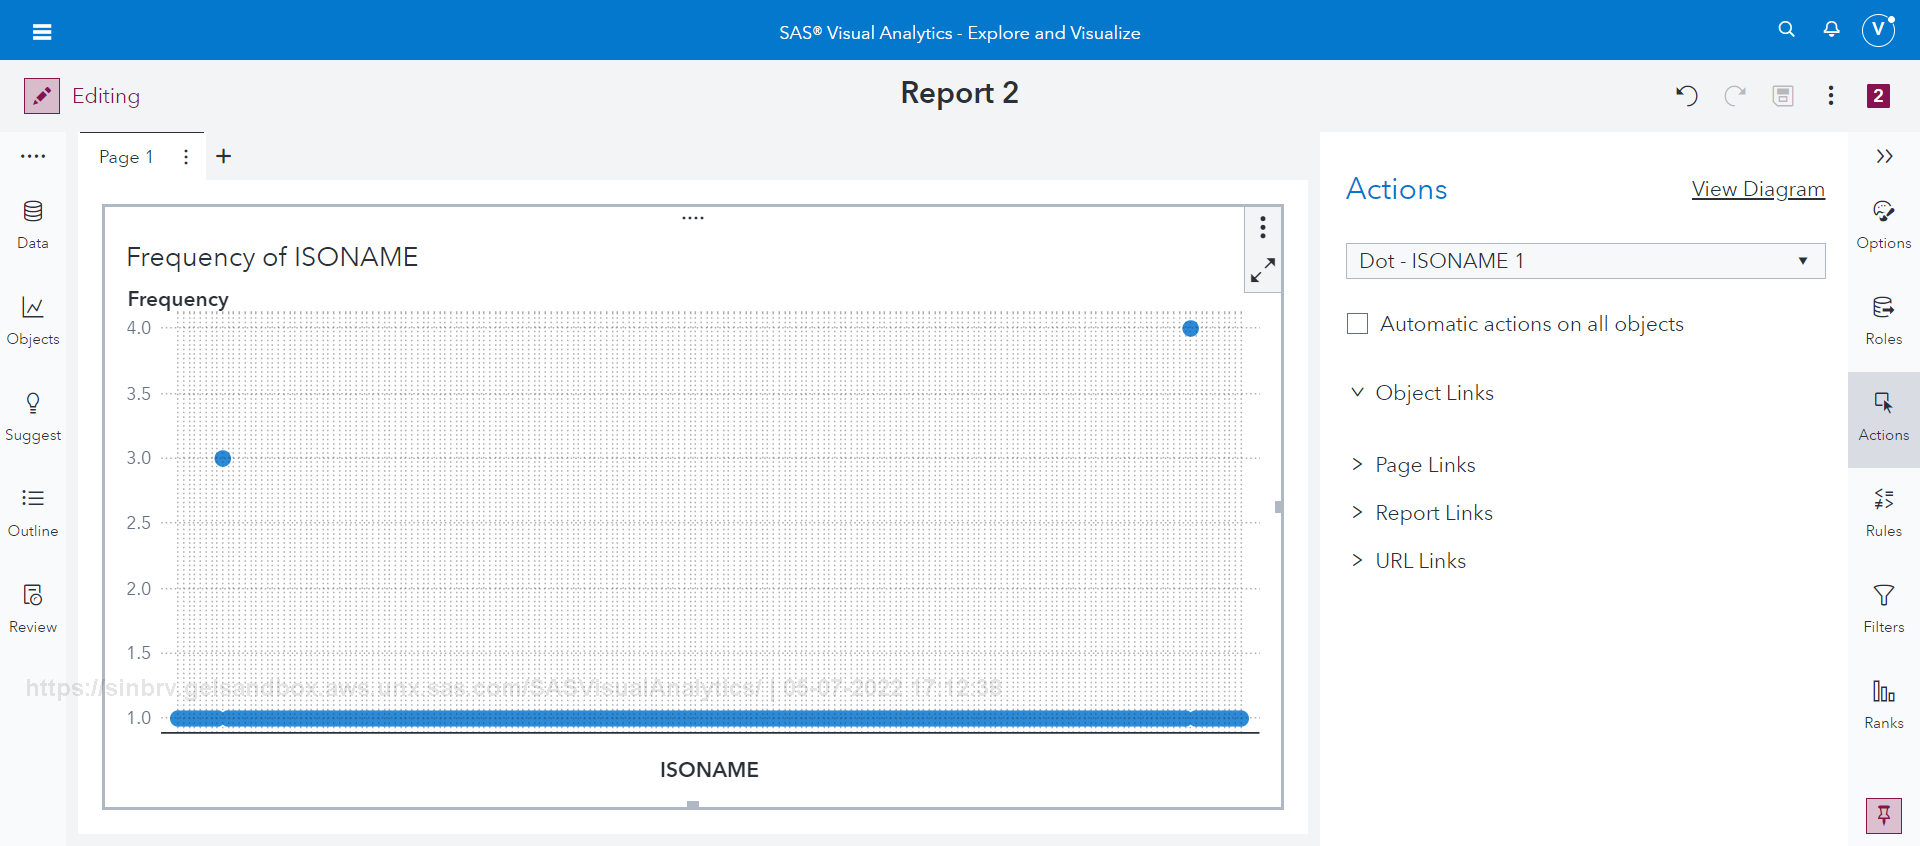 SAS® Visual Analytics - Explore and Visualize
V
Editing
Report 2
2
Page 1
Data
Objects
Suggest
Outline
Review
Frequency of ISONAME
Frequency
4.0
3.5
3.0
2.5
2.0
1.5
1.0
ISONAME
https://sinbrv.gelsandbox.aws.unx.sas.com/SASVisualAnalytics/ | 05-07-2022 17:12:38
Actions
View Diagram
Dot - ISONAME 1
Automatic actions on all objects
Object Links
Page Links
Report Links
URL Links
Options
Roles
Actions
Rules
Filters
Ranks